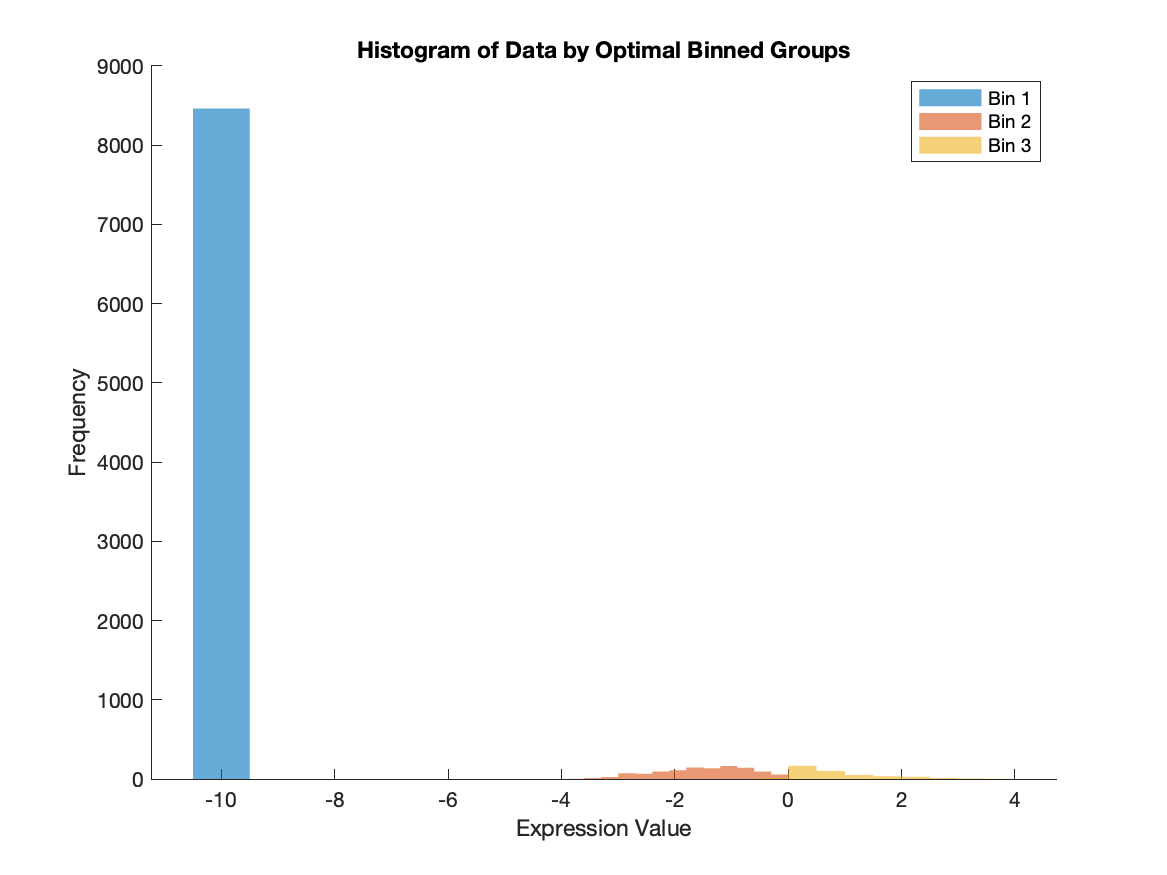 Histogram of Data by Optimal Binned Groups
9000
8000
7000
6000
5000
4000
3000
2000
1000
0
Frequency
Bin 1
Bin 2
Bin 3
-10 -8 -6 -4 -2 0 2 4
Expression Value